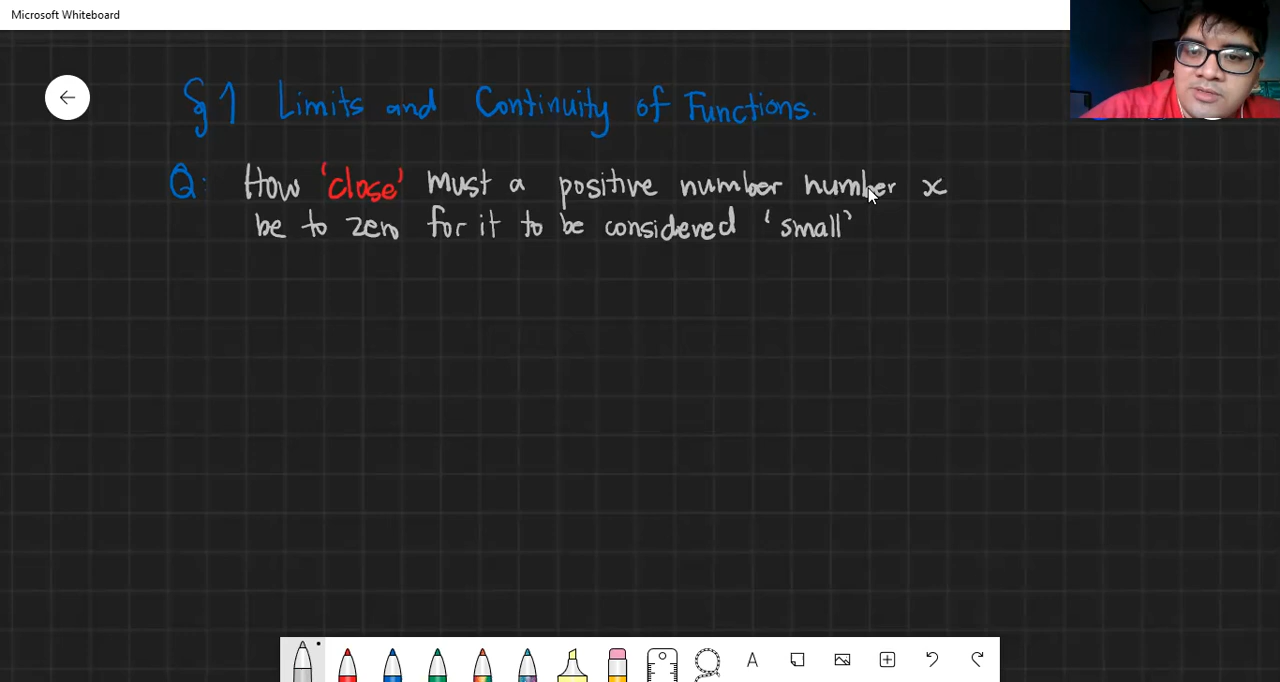 Microsoft Whiteboard
§1 Limits and Continuity of Functions.
Q: How 'close' must a positive number number x
be to zero for it to be considered 'small'